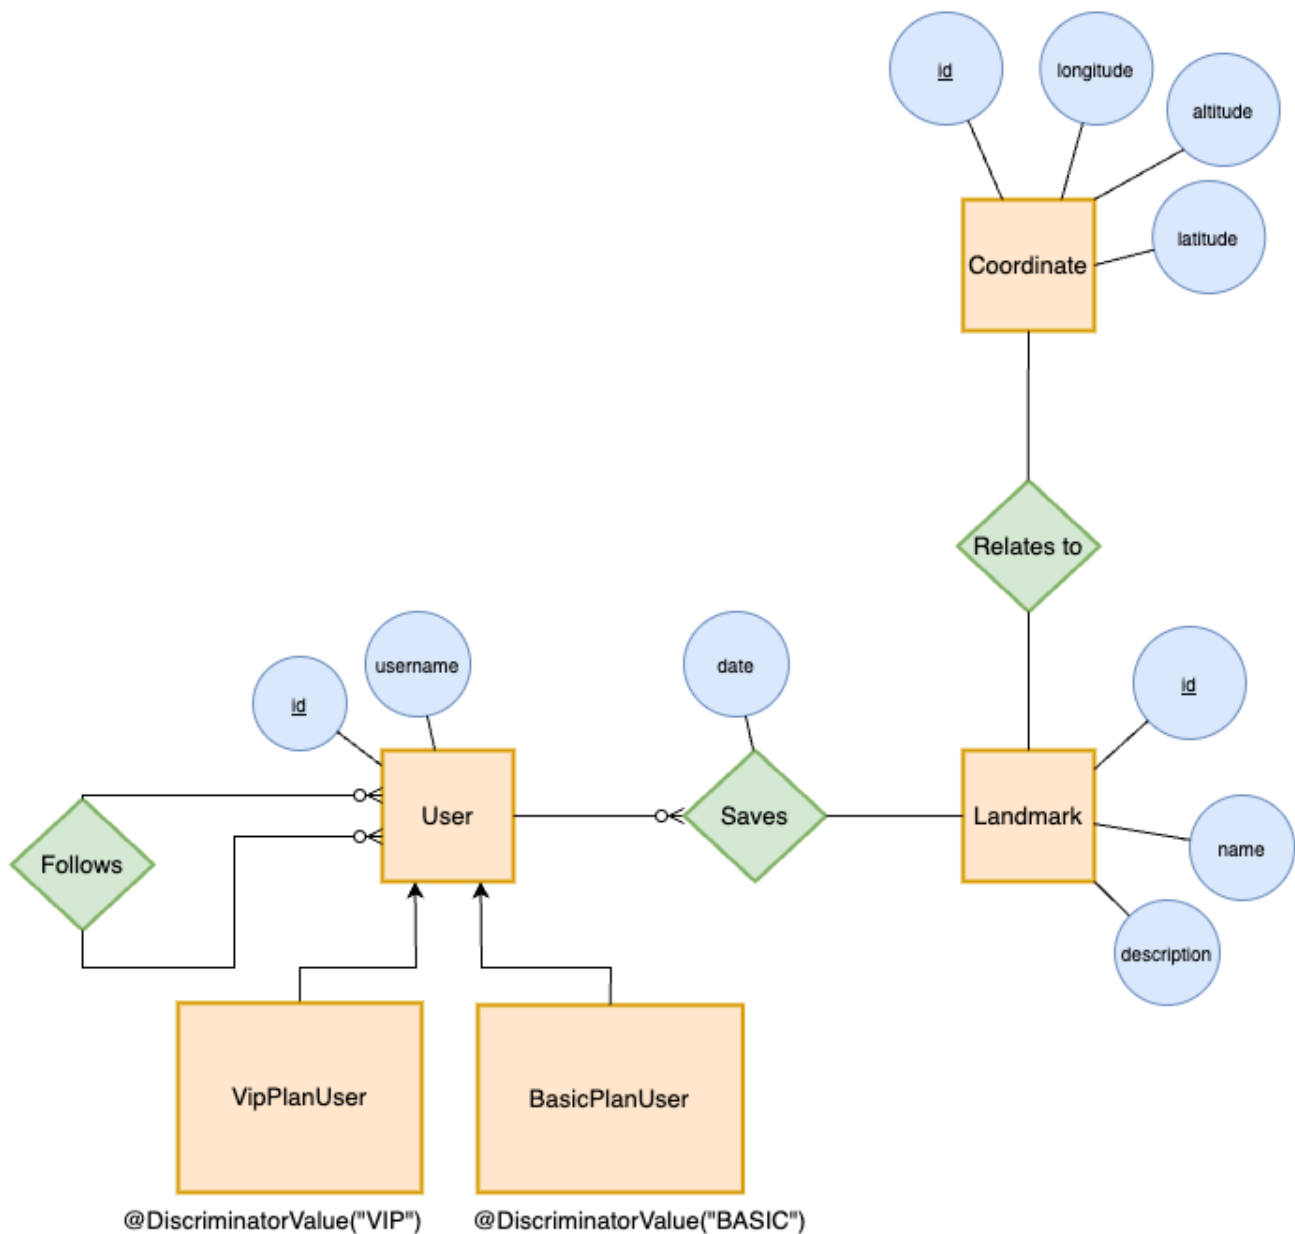 id
longitude
altitude
latitude
Coordinate
Relates to
id
username
date
id
User
Saves
Landmark
name
Follows
description
VipPlanUser
BasicPlanUser
@DiscriminatorValue("VIP")
@DiscriminatorValue("BASIC")